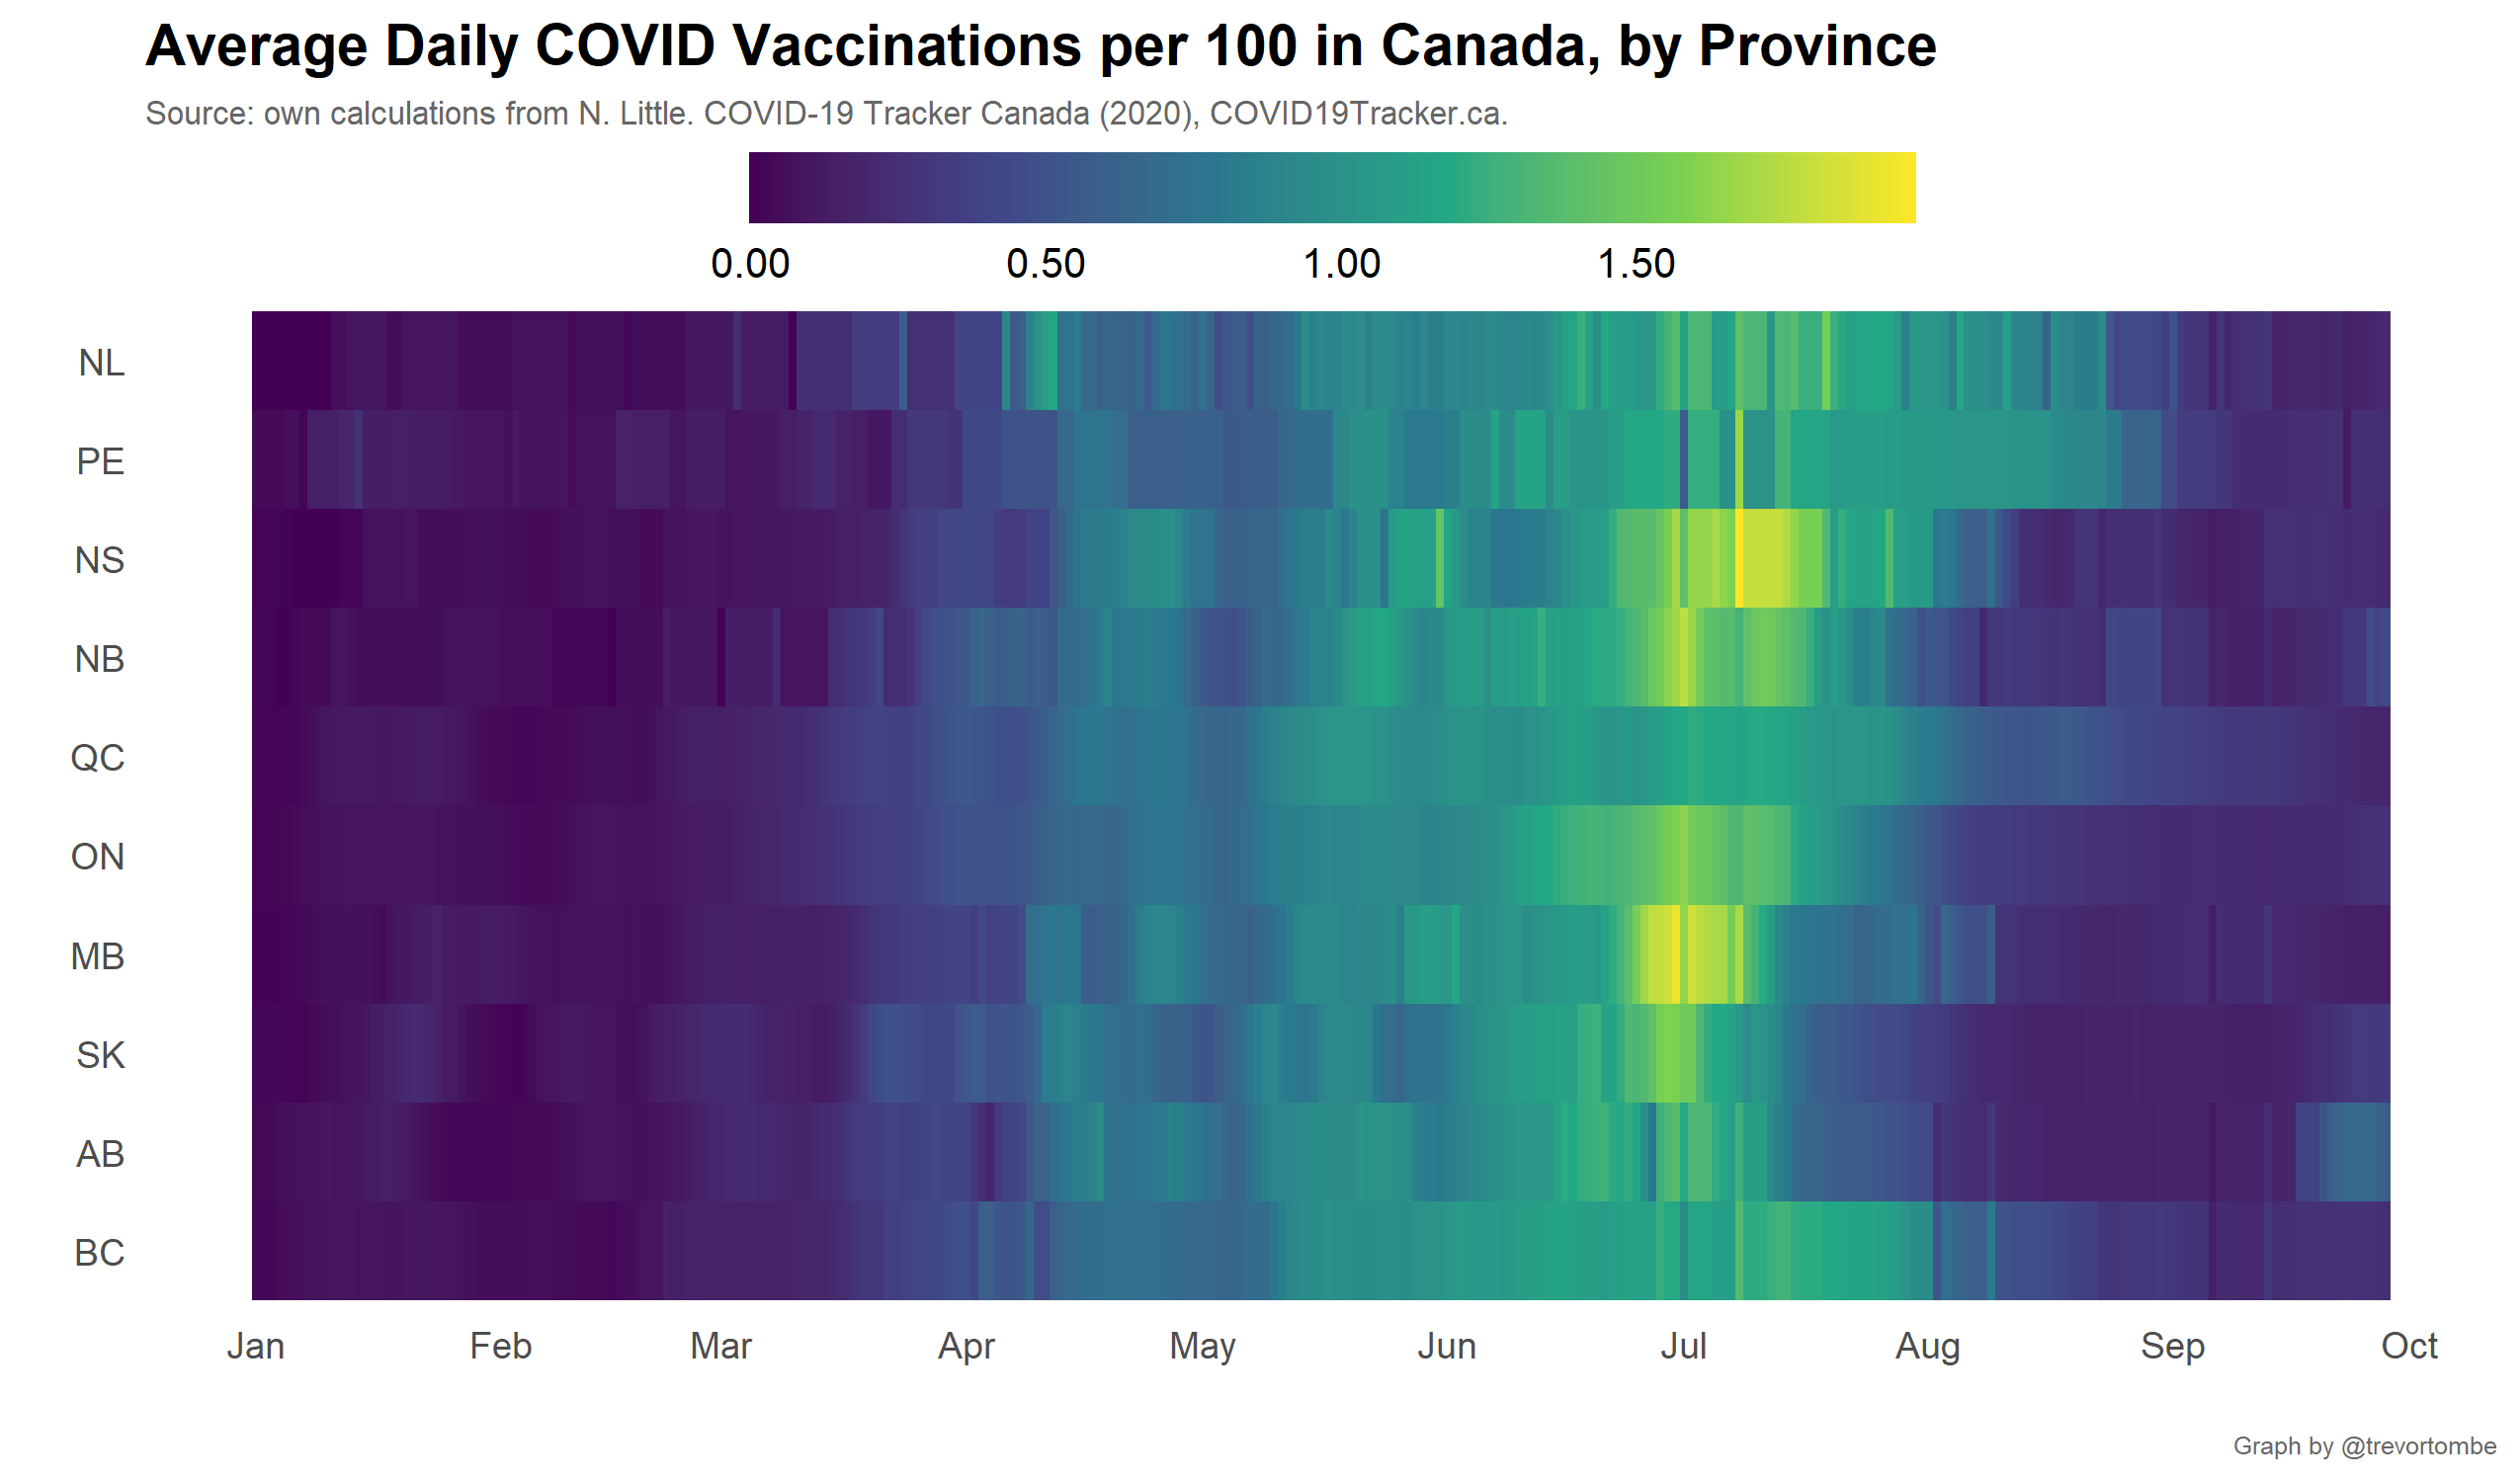 Average Daily COVID Vaccinations per 100 in Canada, by Province
Source: own calculations from N. Little. COVID-19 Tracker Canada (2020), COVID19Tracker.ca.
0.00 0.50 1.00 1.50
NL
PE
NS
NB
QC
ON
MB
SK
AB
BC
Jan Feb Mar Apr May Jun Jul Aug Sep Oct
Graph by @trevortombe